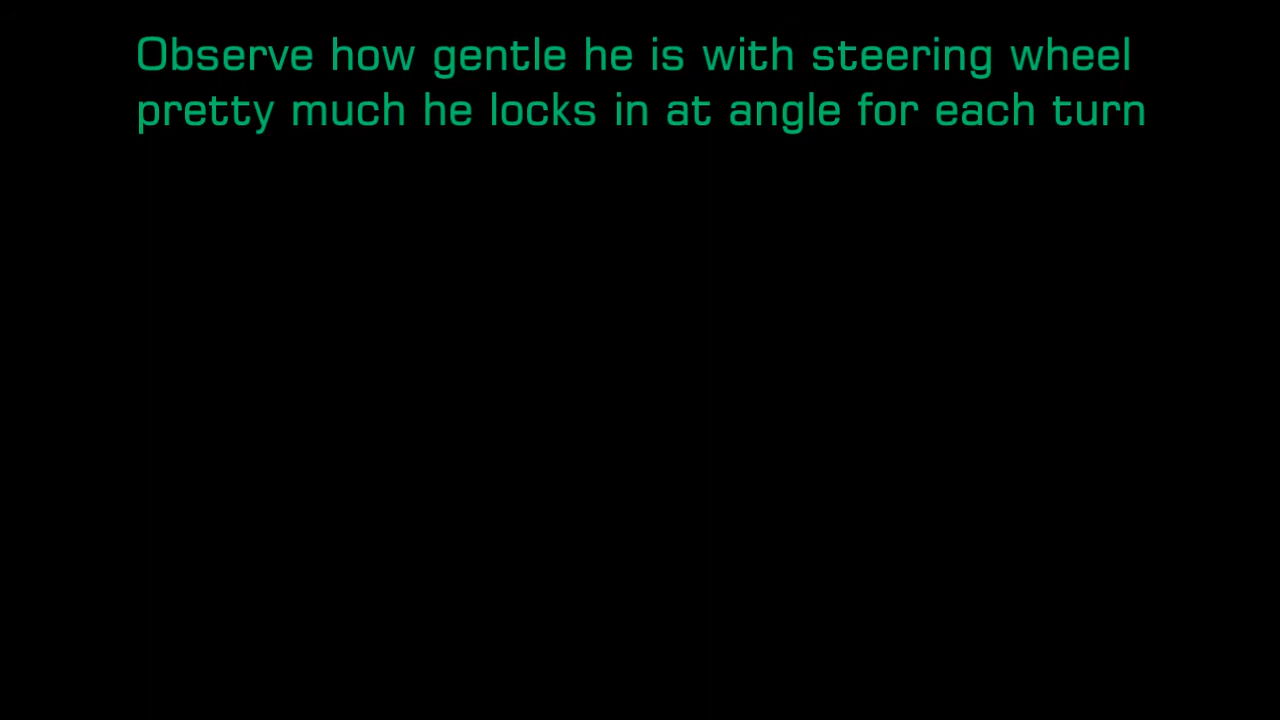 Observe how gentle he is with steering wheel
pretty much he locks in at angle for each turn